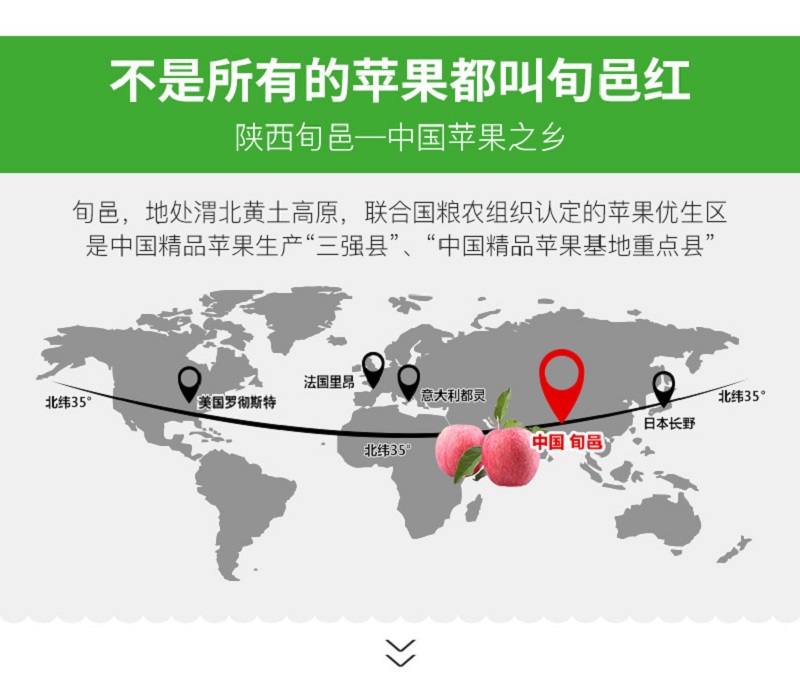 不是所有的苹果都叫旬邑红
陕西旬邑—中国苹果之乡
旬邑，地处渭北黄土高原，联合国粮农组织认定的苹果优生区
是中国精品苹果生产“三强县”、“中国精品苹果基地重点县”
北纬35°
美国罗彻斯特
法国里昂
意大利都灵
北纬35°
中国 旬邑
日本长野
北纬35°